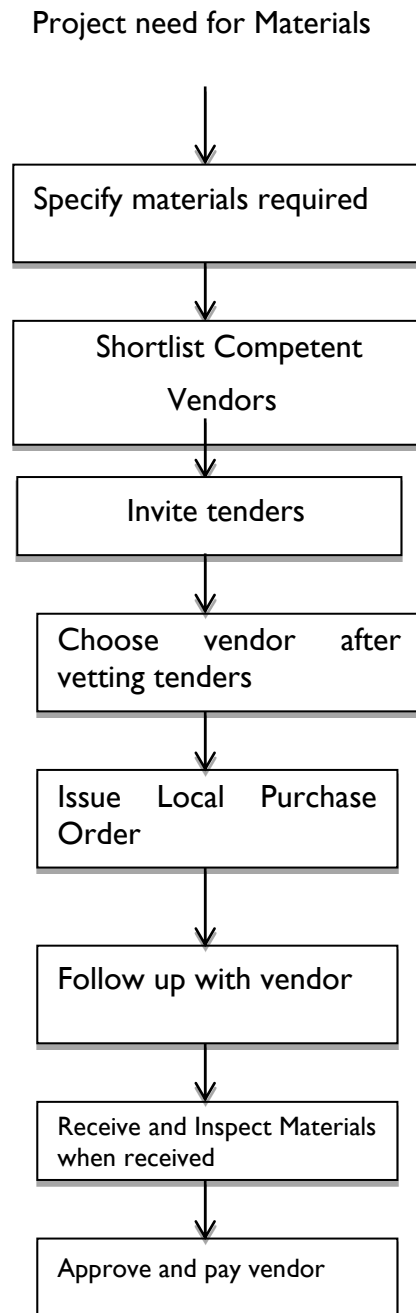 Project need for Materials
Specify materials required
Shortlist Competent
Vendors
Invite tenders
Choose vendor after
vetting tenders
Issue Local Purchase
Order
Follow up with vendor
Receive and Inspect Materials
when received
Approve and pay vendor